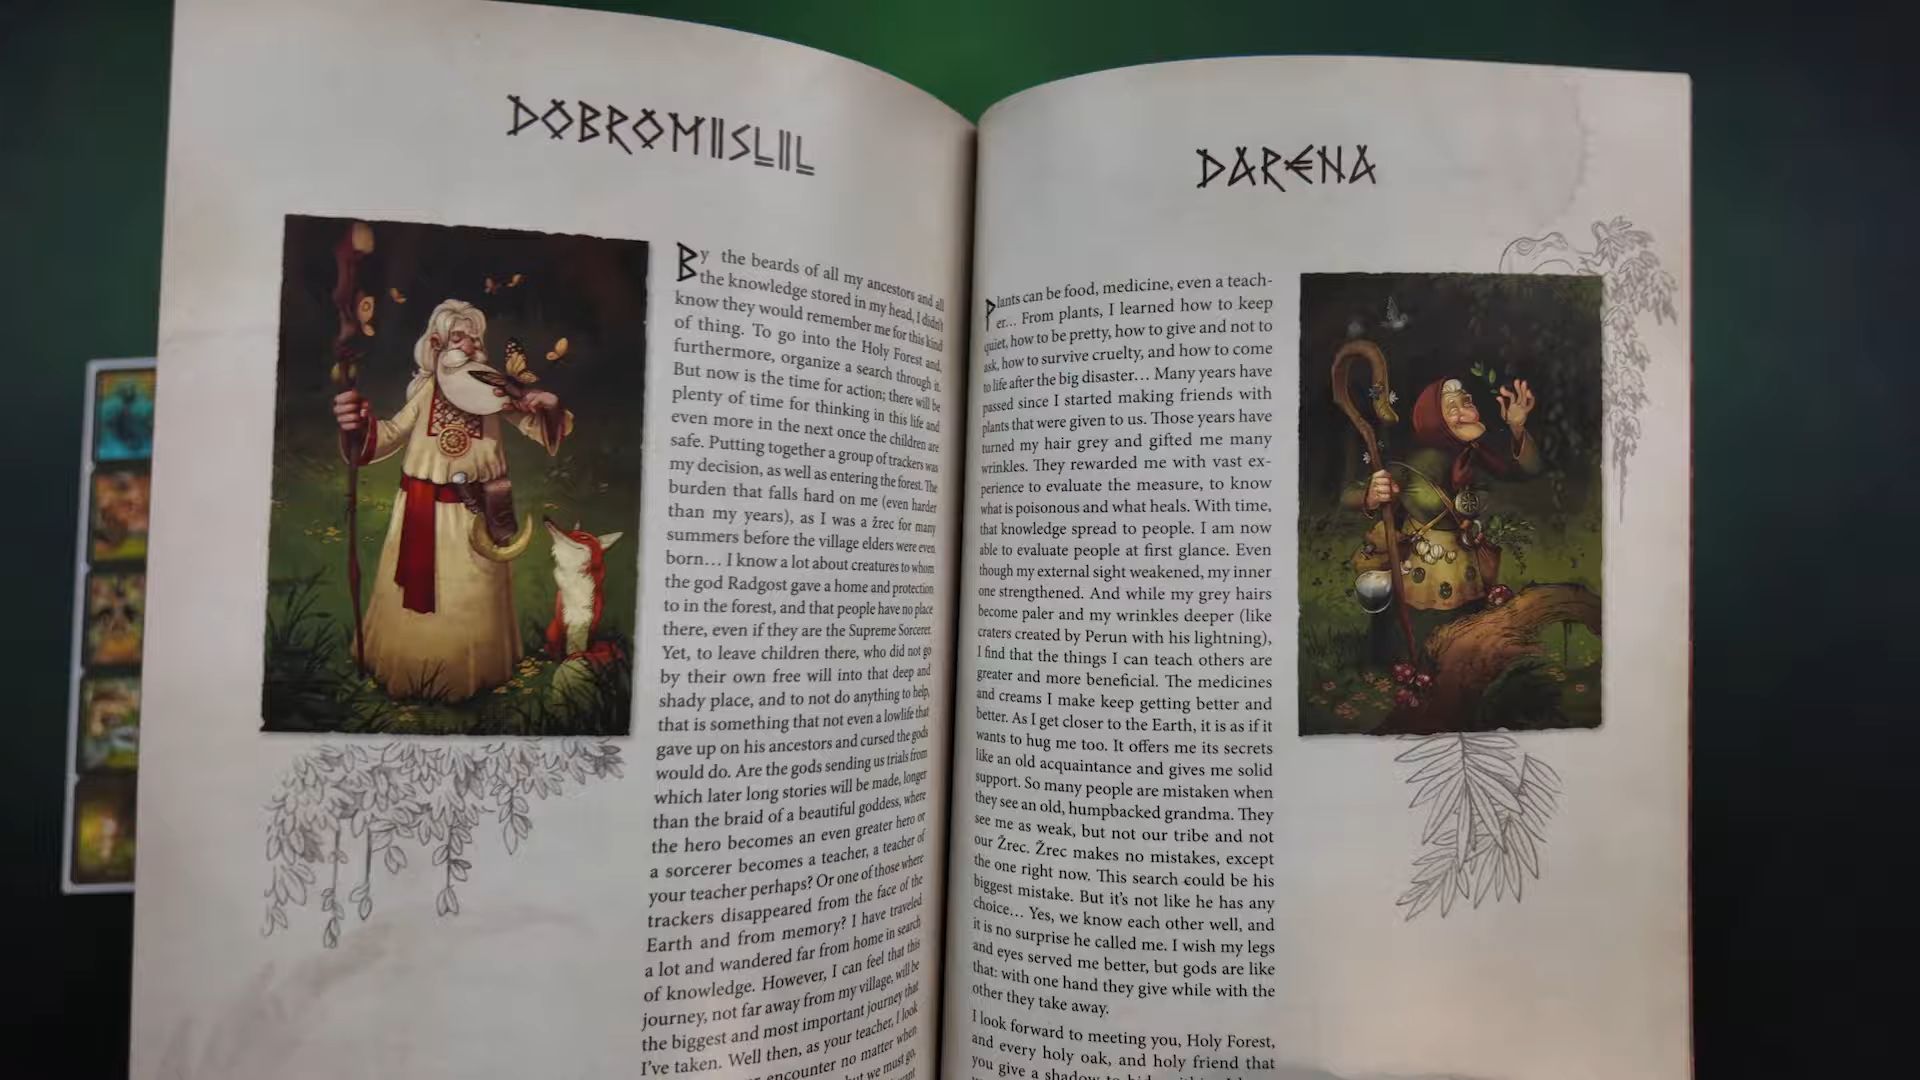 DOBROMIISLIL
By the beards of all my ancestors and all
the knowledge stored in my head, I didn't
know they would remember me for this kind
of thing. To go into the Holy Forest and,
furthermore, organize a search through it.
But now is the time for action; there will be
plenty of time for thinking in this life and
even more in the next once the children are
safe. Putting together a group of trackers was
my decision, as well as entering the forest. The
burden that falls hard on me (even harder
than my years), as I was a žrec for many
summers before the village elders were even
born… I know a lot about creatures to whom
the god Radgost gave a home and protection
to in the forest, and that people have no place
there, even if they are the Supreme Sorcerer.
Yet, to leave children there, who did not go
by their own free will into that deep and
shady place, and to not do anything to help,
that is something that not even a lowlife that
gave up on his ancestors and cursed the gods
would do. Are the gods sending us trials from
which later long stories will be made, longer
than the braid of a beautiful goddess, where
the hero becomes an even greater hero or
a sorcerer becomes a teacher, a teacher of
your teacher perhaps? Or one of those where
trackers disappeared from the face of the
Earth and from memory? I have traveled
a lot and wandered far from home in search
of knowledge. However, I can feel that this
journey, not far away from my village, will be
the biggest and most important journey that
I've taken. Well then, as your teacher, I look
encounter no matter when
but we must go,
DARENA
Plants can be food, medicine, even a teach-
er… From plants, I learned how to keep
quiet, how to be pretty, how to give and not to
ask, how to survive cruelty, and how to come
to life after the big disaster… Many years have
passed since I started making friends with
plants that were given to us. Those years have
turned my hair grey and gifted me many
wrinkles. They rewarded me with vast ex-
perience to evaluate the measure, to know
what is poisonous and what heals. With time,
that knowledge spread to people. I am now
able to evaluate people at first glance. Even
though my external sight weakened, my inner
one strengthened. And while my grey hairs
become paler and my wrinkles deeper (like
craters created by Perun with his lightning),
I find that the things I can teach others are
greater and more beneficial. The medicines
and creams I make keep getting better and
better. As I get closer to the Earth, it is as if it
wants to hug me too. It offers me its secrets
like an old acquaintance and gives me solid
support. So many people are mistaken when
they see an old, humpbacked grandma. They
see me as weak, but not our tribe and not
our Žrec. Žrec makes no mistakes, except
the one right now. This search could be his
biggest mistake. But it's not like he has any
choice… Yes, we know each other well, and
it is no surprise he called me. I wish my legs
and eyes served me better, but gods are like
that: with one hand they give while with the
other they take away.
I look forward to meeting you, Holy Forest,
and every holy oak, and holy friend that
you give a shadow to